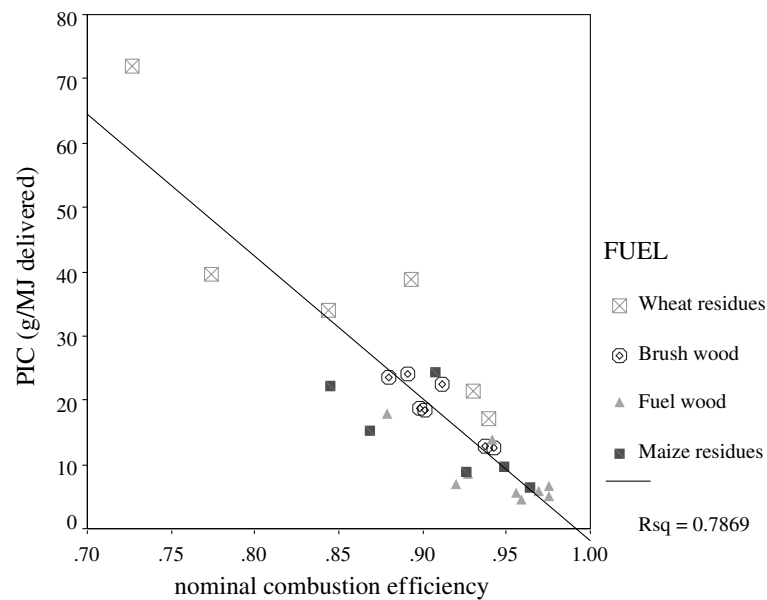 80
70
60
50
40
30
20
10
0
PIC (g/MJ delivered)
.70 .75 .80 .85 .90 .95 1.00
nominal combustion efficiency
FUEL
Wheat residues
Brush wood
Fuel wood
Maize residues
Rsq = 0.7869